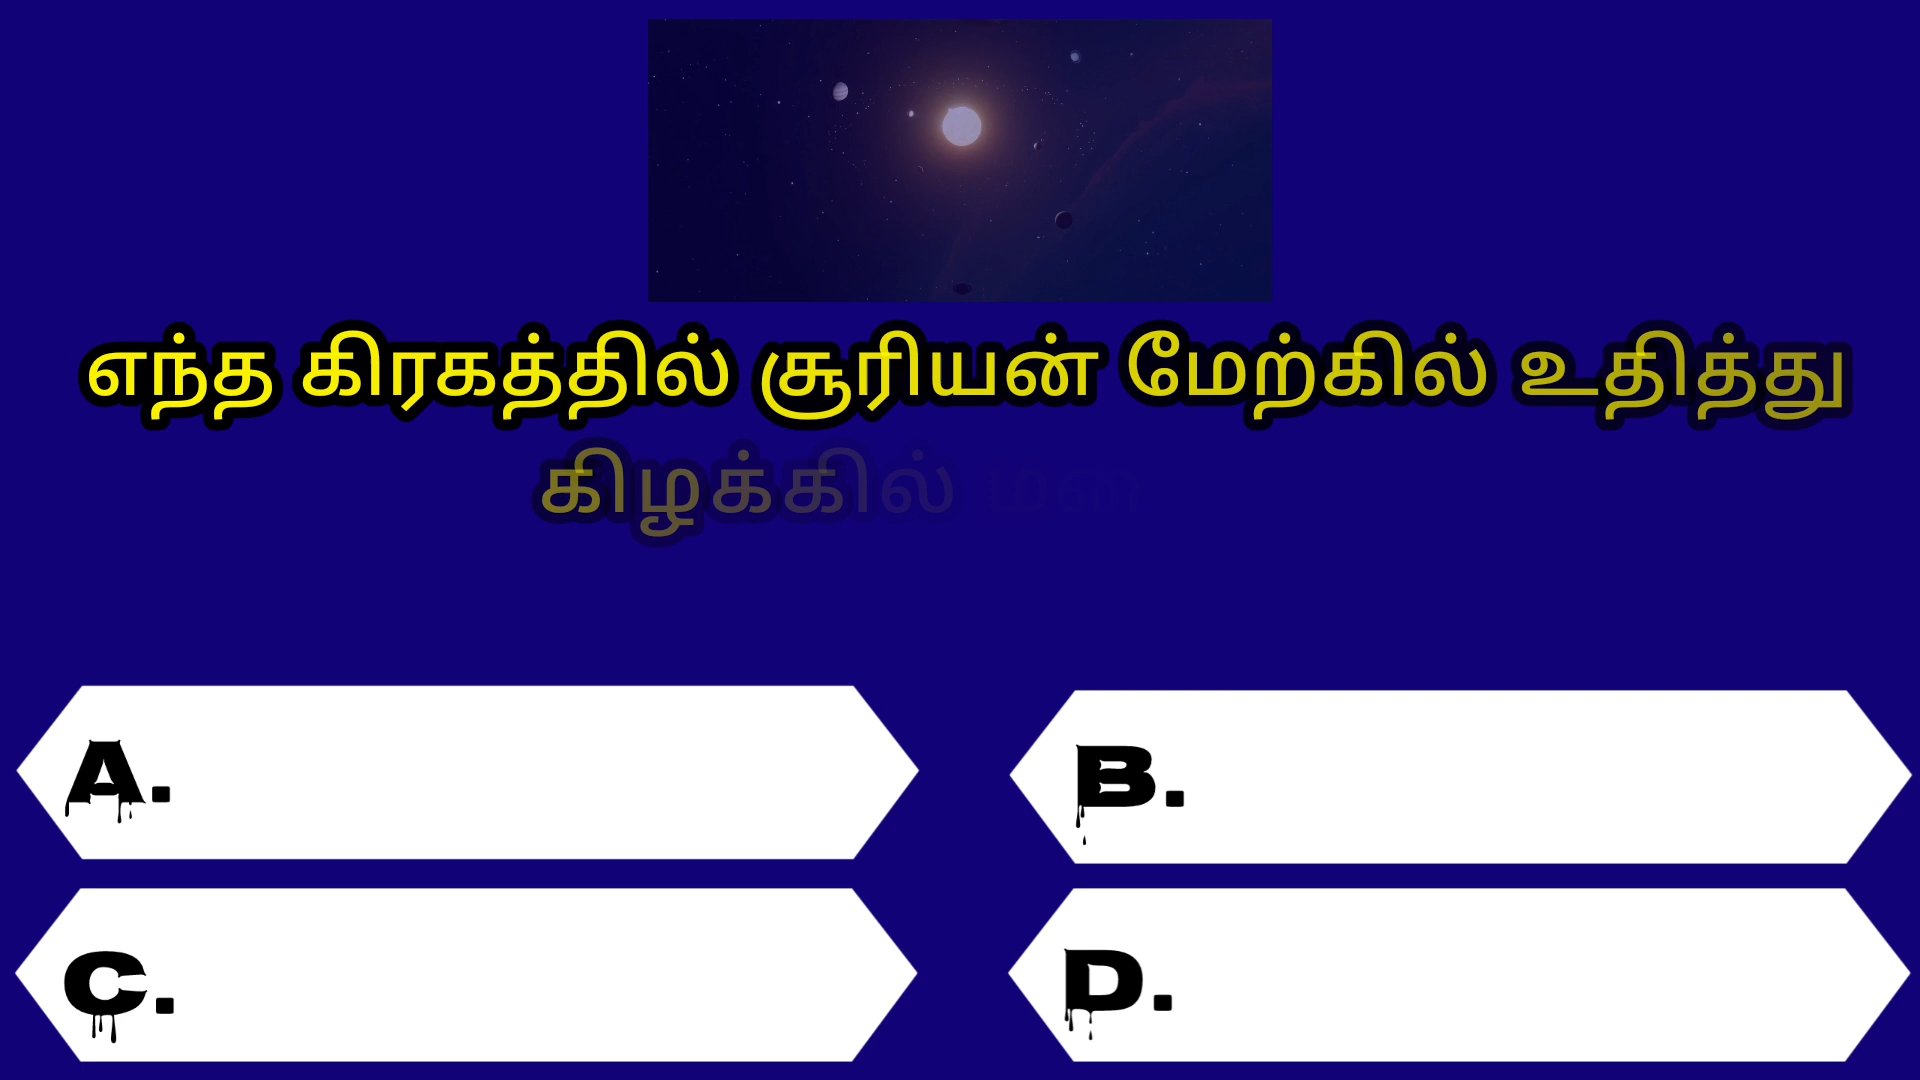 எந்த கிரகத்தில் சூரியன் மேற்கில் உதித்து
கிழக்கில்
A.
B.
C.
D.